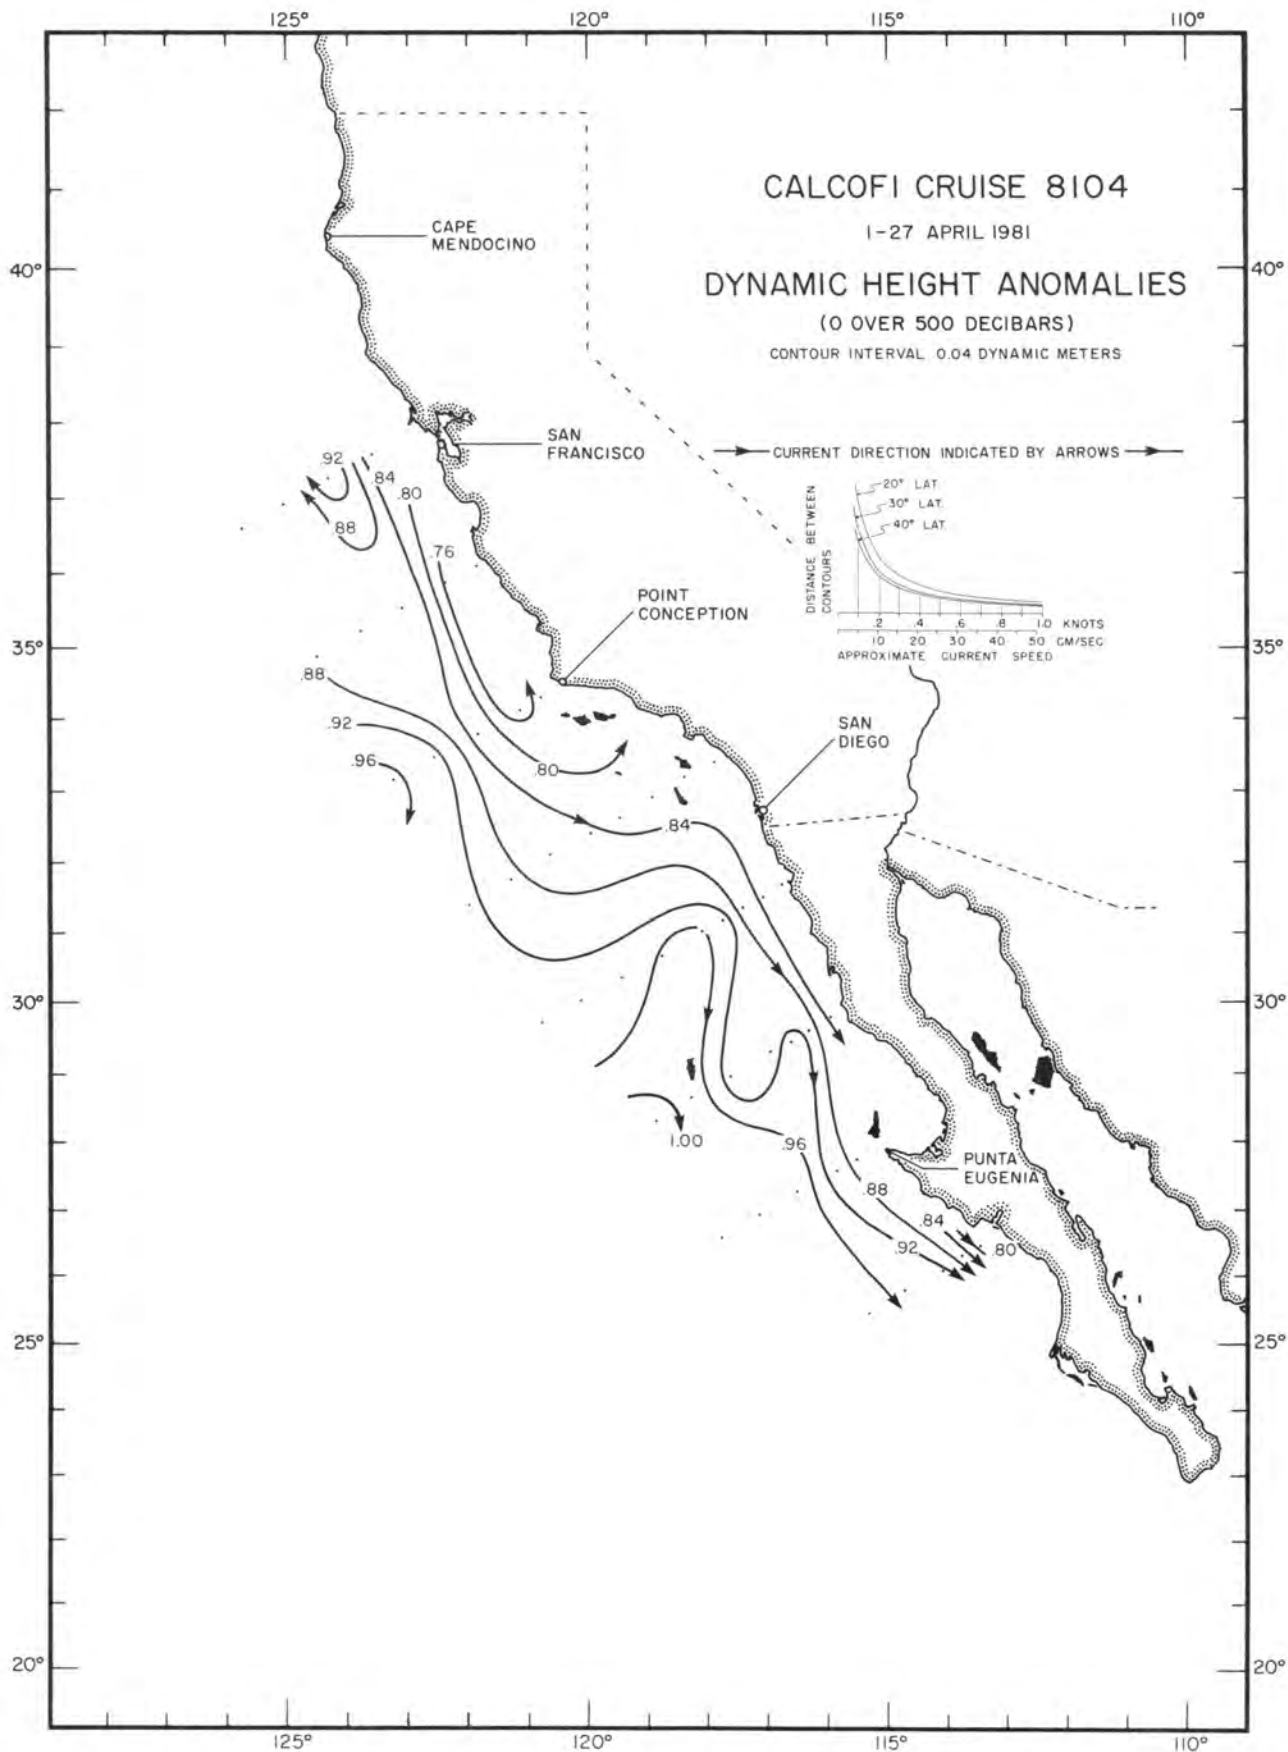 125°
120°
115°
110°
CALCOFI CRUISE 8104
1-27 APRIL 1981
DYNAMIC HEIGHT ANOMALIES
(0 OVER 500 DECIBARS)
CONTOUR INTERVAL 0.04 DYNAMIC METERS
CAPE
MENDOCINO
40°
40°
SAN
FRANCISCO
CURRENT DIRECTION INDICATED BY ARROWS
.92
.84
.80
.88
.76
20° LAT.
30° LAT.
40° LAT.
DISTANCE BETWEEN
CONTOURS
.2 .4 .6 .8 1.0 KNOTS
10 20 30 40 50 CM/SEC
APPROXIMATE CURRENT SPEED
POINT
CONCEPTION
35°
35°
.88
.92
.96
.80
.84
SAN
DIEGO
30°
30°
1.00
.96
PUNTA
EUGENIA
.88
.84
.92
.80
25°
25°
20°
20°
125°
120°
115°
110°